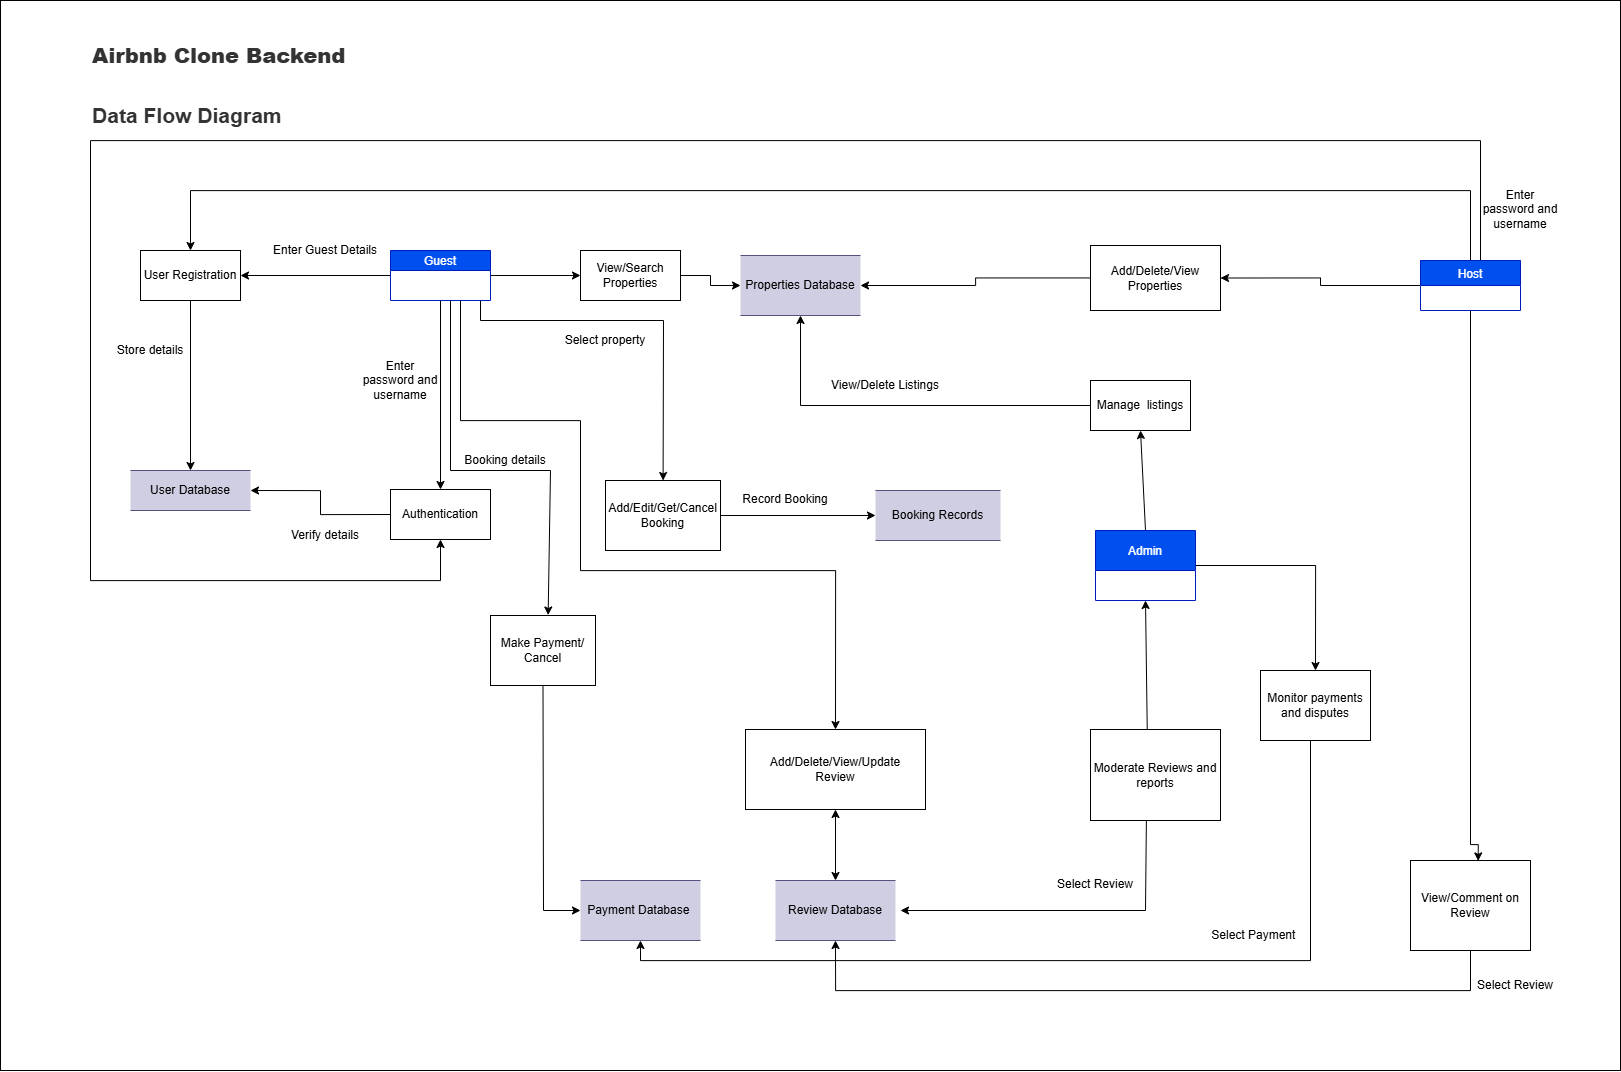 Airbnb Clone Backend
Data Flow Diagram
Enter
password and
username
Enter Guest Details
Guest
User Registration
View/Search
Properties
Properties Database
Add/Delete/View
Properties
Host
Store details
Select property
Enter
password and
username
View/Delete Listings
Manage  listings
Booking details
User Database
Authentication
Verify details
Add/Edit/Get/Cancel
Booking
Record Booking
Booking Records
Admin
Make Payment/
Cancel
Monitor payments
and disputes
Add/Delete/View/Update
Review
Moderate Reviews and
reports
Select Review
Payment Database
Review Database
View/Comment on
Review
Select Payment
Select Review